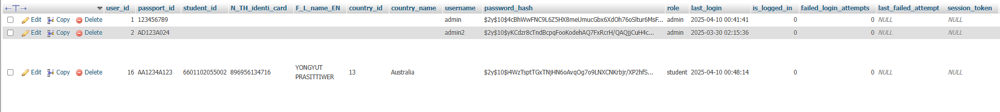 ←T→ user_id passport_id student_id N_TH_identi_card F_L_name_EN country_id country_name username password_hash role last_login is_logged_in failed_login_attempts last_failed_attempt session_token
Edit Copy Delete 1 123456789 admin $2y$10$4cBhWwFNC9L6Z5HX8meUmucGbx6XdOh76oSltur6MsF... admin 2025-04-10 00:41:41 0 0 NULL NULL
Edit Copy Delete 2 AD123A024 admin2 $2y$10$yKCdzr8cTndBcpqFooKodehAQ7FxRcrH/QAQjjCuH4c... admin 2025-03-30 02:15:36 0 0 NULL NULL
Edit Copy Delete 16 AA1234A123 6601102055002 896956134716 YONGYUT PRASITTIWER 13 Australia $2y$10$i4WzTsptTGxTNjHN6oAvqOg7o9LNXCNKrbjr/XP2hfS... student 2025-04-10 00:48:14 0 0 NULL NULL